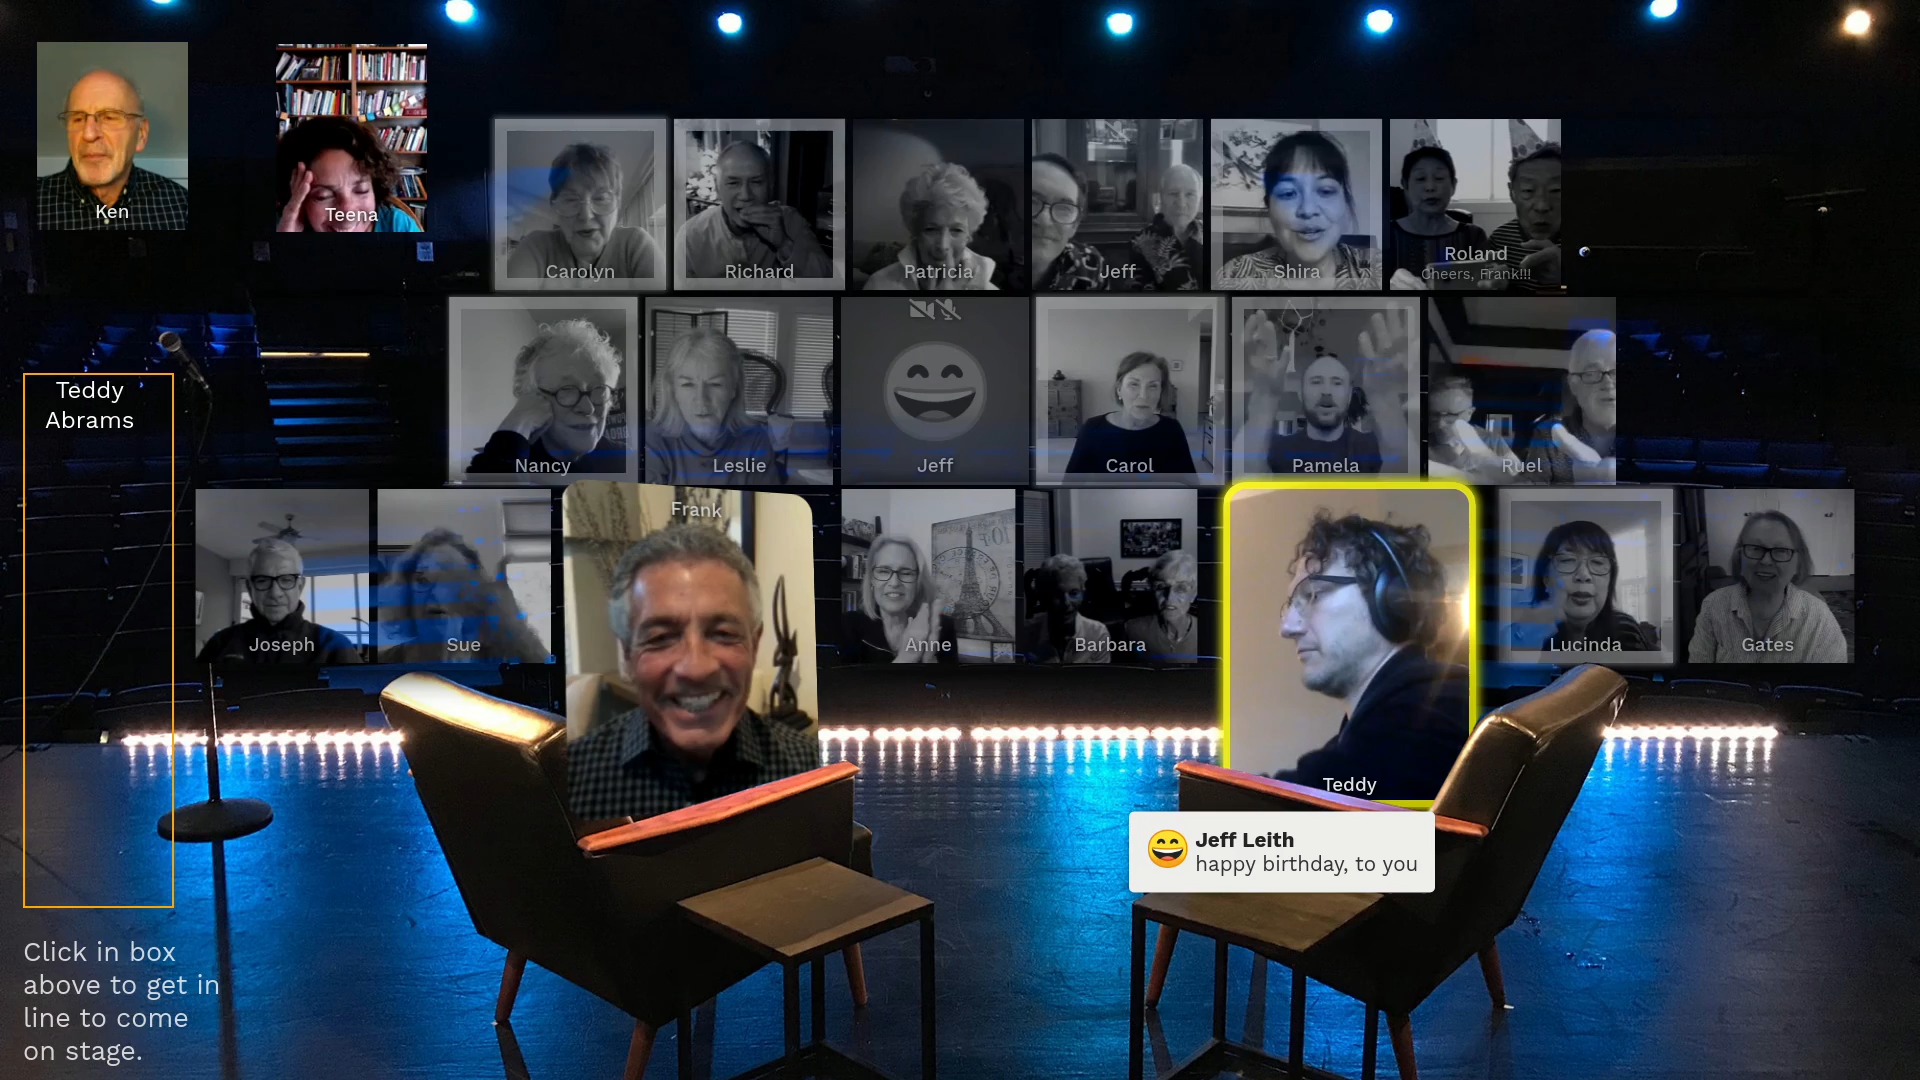 Ken
Teena
Carolyn
Richard
Patricia
Jeff
Shira
Roland
Cheers, Frank!!!
Nancy
Leslie
Jeff
Carol
Pamela
Ruel
Teddy
Abrams
Joseph
Sue
Frank
Anne
Barbara
Teddy
Lucinda
Gates
Jeff Leith
happy birthday, to you
Click in box
above to get in
line to come
on stage.